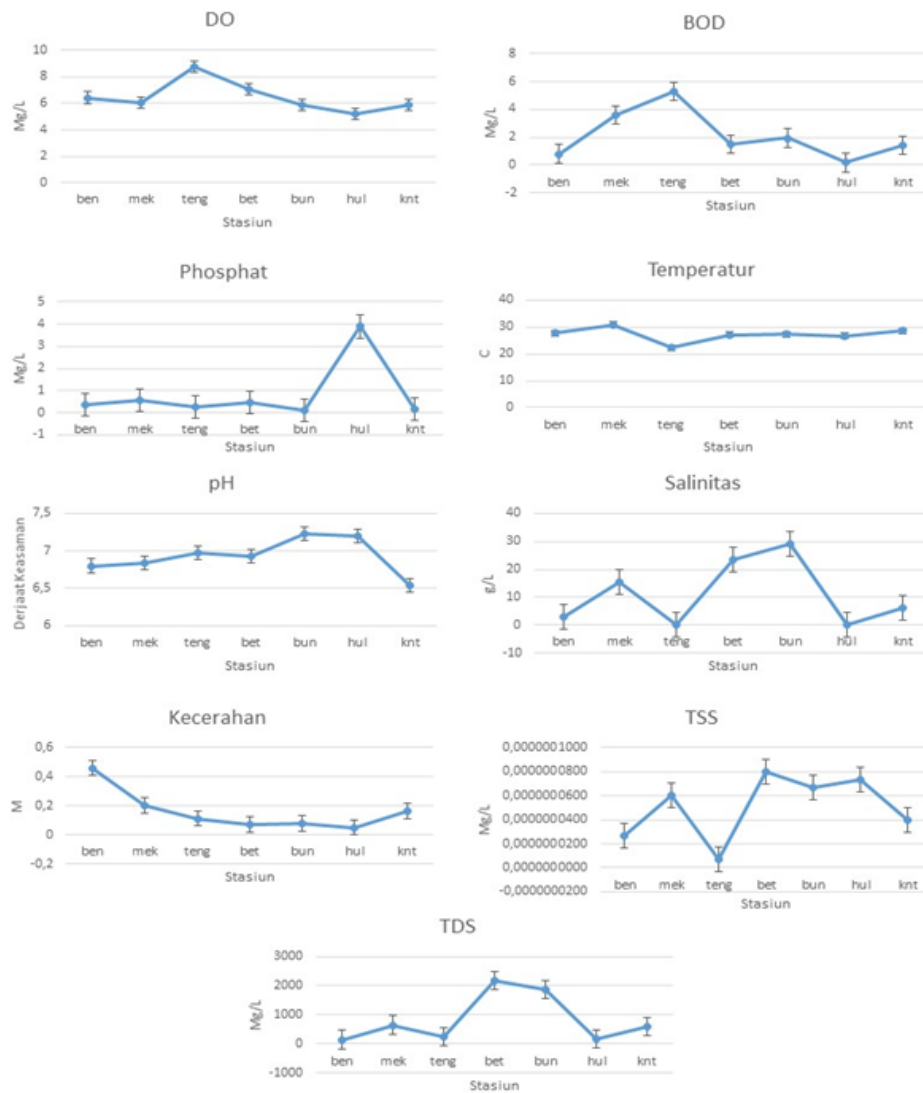 DO
10
8
6
4
2
0
Mg/L
ben mek teng bet bun hul knt
Stasiun
BOD
8
6
4
2
0
-2
Mg/L
ben mek teng bet bun hul knt
Stasiun
Phosphat
5
4
3
2
1
0
-1
Mg/L
ben mek teng bet bun hul knt
Stasiun
Temperatur
40
30
20
10
0
C
ben mek teng bet bun hul knt
Stasiun
pH
7,5
7
6,5
6
Derjaat Keasaman
ben mek teng bet bun hul knt
Stasiun
Salinitas
40
30
20
10
0
-10
g/L
ben mek teng bet bun hul knt
Stasiun
Kecerahan
0,6
0,4
0,2
0
-0,2
M
ben mek teng bet bun hul knt
Stasiun
TSS
0,0000001000
0,0000000800
0,0000000600
0,0000000400
0,0000000200
0,0000000000
-0,0000000200
Mg/L
ben mek teng bet bun hul knt
Stasiun
TDS
3000
2000
1000
0
-1000
Mg/L
ben mek teng bet bun hul knt
Stasiun